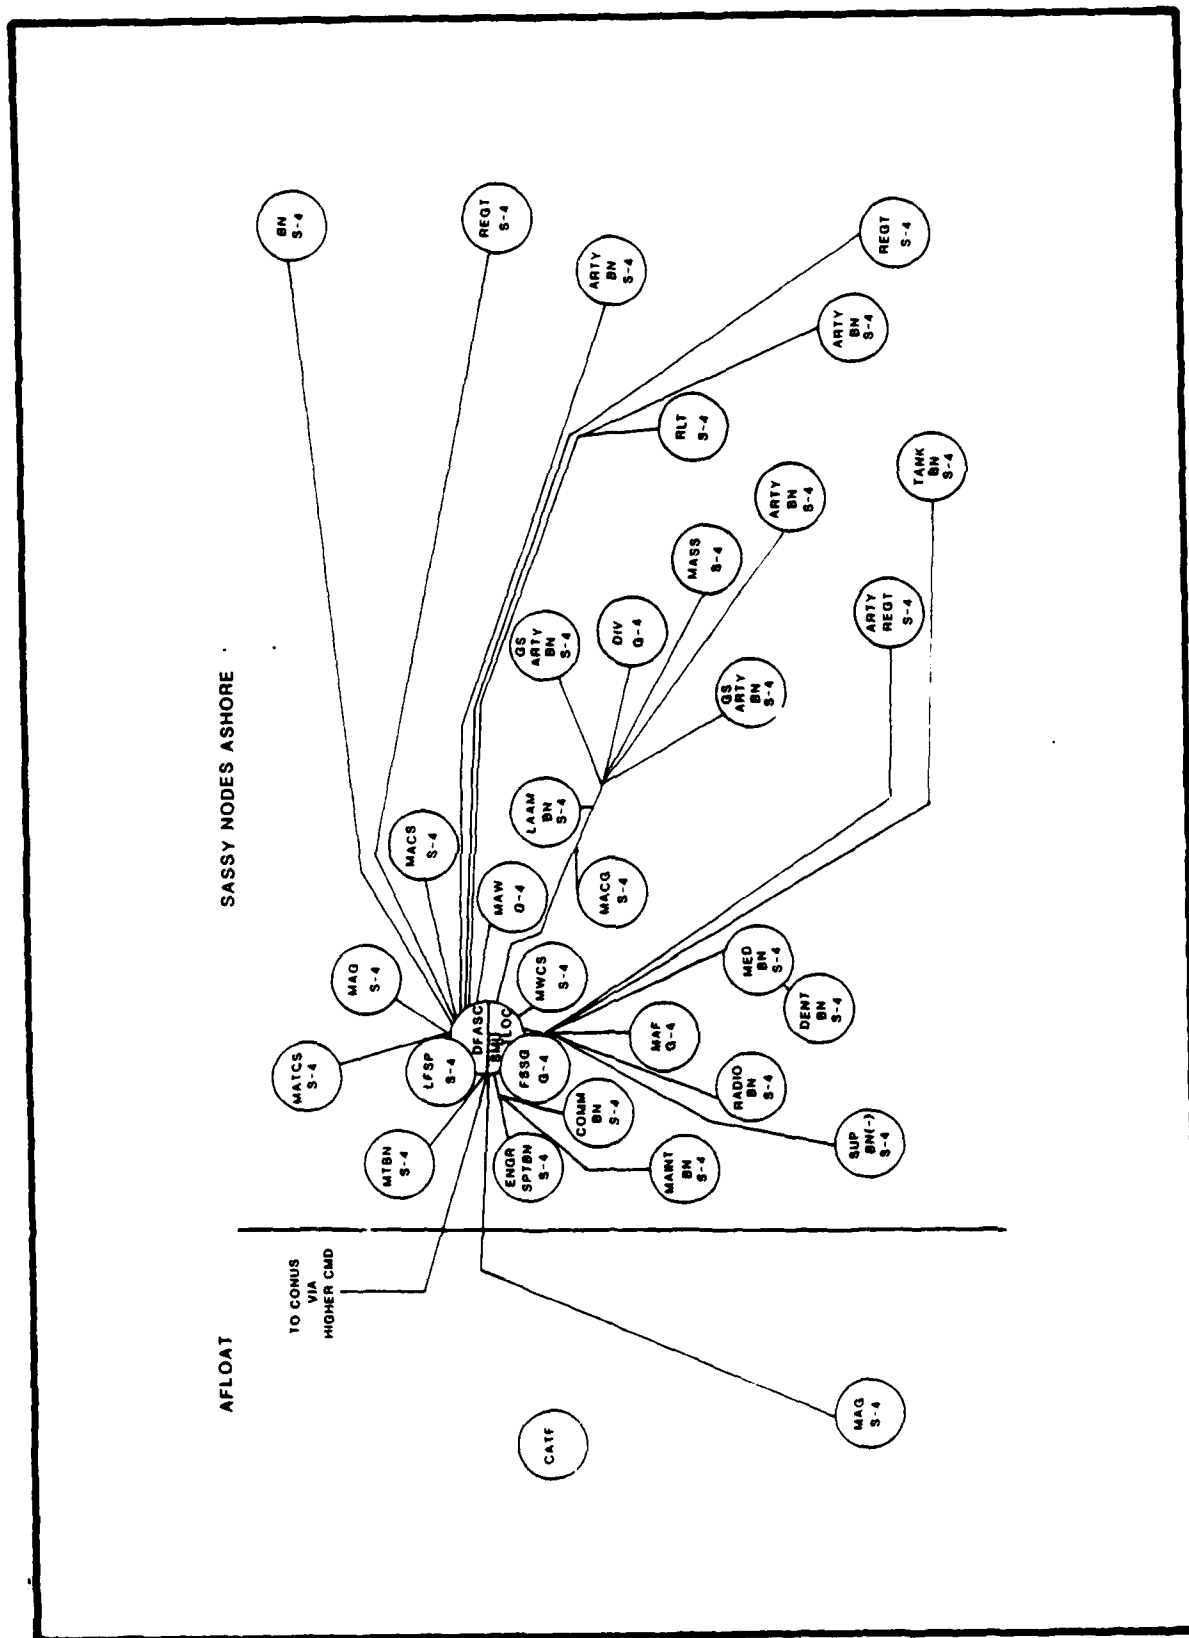 AFLOAT
SASSY NODES ASHORE
TO CONUS
VIA
HIGHER CMD
CATF
MAG
S-4
MATCS
S-4
MAG
S-4
MTBN
S-4
LFSP
S-4
DFASC
SMU
TLOC
FSSG
G-4
MWCS
S-4
MACS
S-4
MAW
G-4
ENGR
SPTBN
S-4
COMM
BN
S-4
MAINT
BN
S-4
MAF
G-4
RADIO
BN
S-4
SUP
BN(-)
S-4
MED
BN
S-4
DENT
BN
S-4
MACG
S-4
LAAM
BN
S-4
GS
ARTY
BN
S-4
DIV
G-4
MASS
S-4
ARTY
BN
S-4
GS
ARTY
BN
S-4
ARTY
REGT
S-4
TANK
BN
S-4
RLT
S-4
ARTY
BN
S-4
REGT
S-4
ARTY
BN
S-4
REGT
S-4
BN
S-4